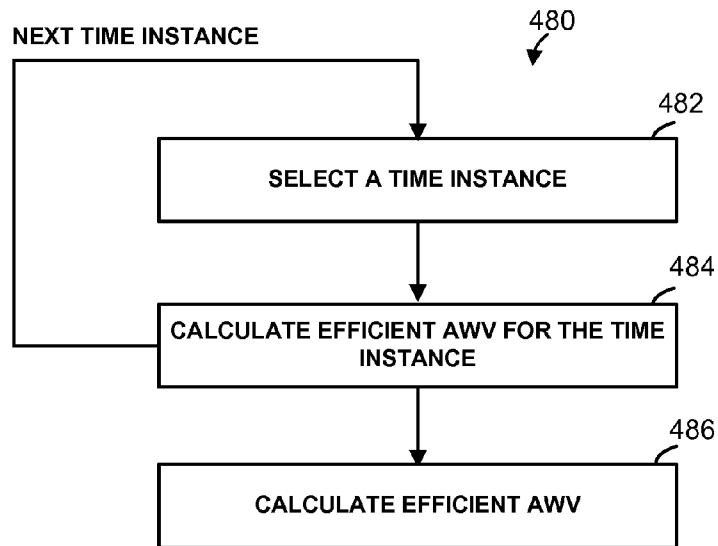 480
NEXT TIME INSTANCE
482
SELECT A TIME INSTANCE
484
CALCULATE EFFICIENT AWV FOR THE TIME
INSTANCE
486
CALCULATE EFFICIENT AWV